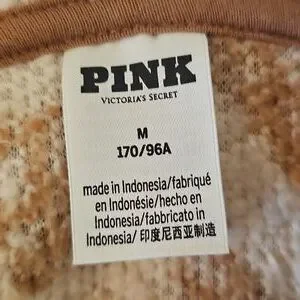 PINK
VICTORIA'S SECRET
M
170/96A
made in Indonesia/fabriqué
en Indonésie/hecho en
Indonesia/fabbricato in
Indonesia/ 印度尼西亚制造